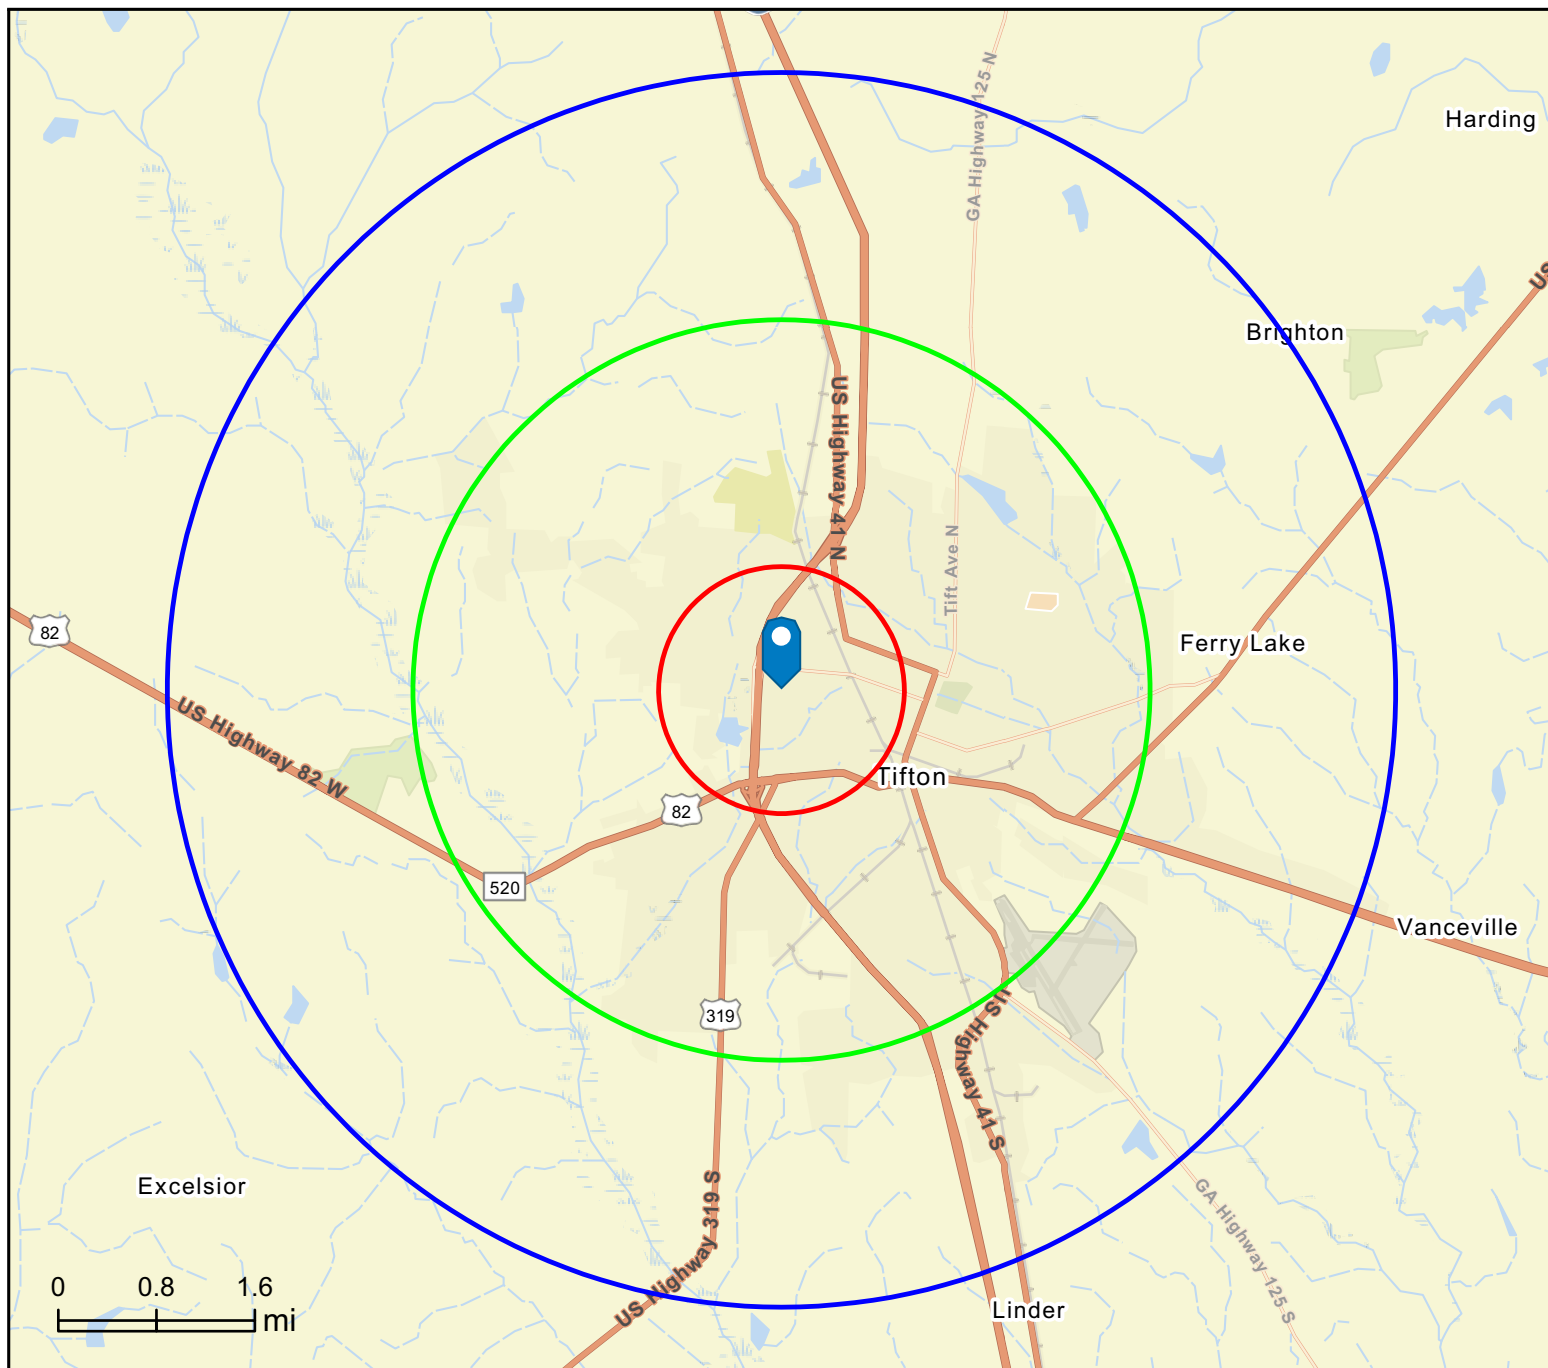 GA Highway 125 N
Harding
US
Brighton
US Highway 41 N
Tift Ave N
82
Ferry Lake
US Highway 82 W
Tifton
82
520
Vanceville
319
US Highway 41 S
Excelsior
US Highway 319 S
GA Highway 125 S
0 0.8 1.6
mi
Linder